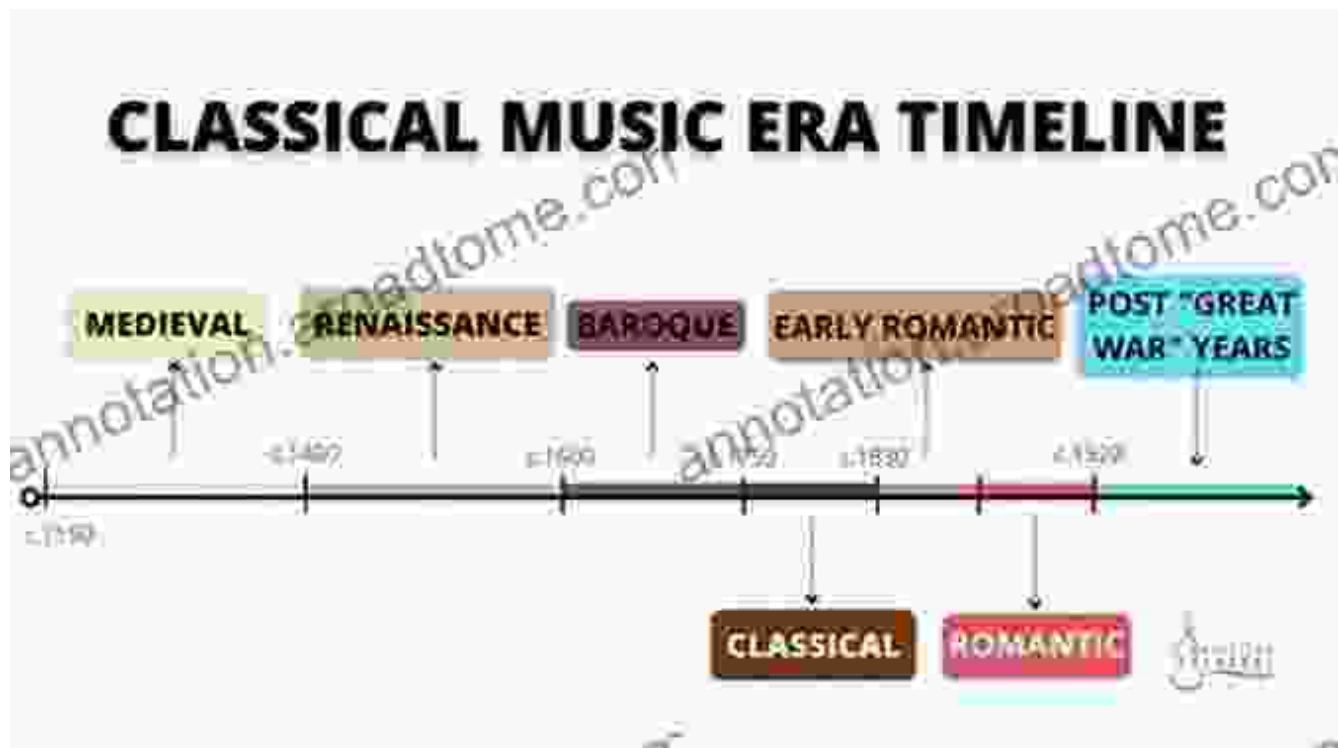 CLASSICAL MUSIC ERA TIMELINE
MEDIEVAL
RENAISSANCE
BAROQUE
EARLY ROMANTIC
POST "GREAT
WAR" YEARS
c.1600
c.1830
CLASSICAL
ROMANTIC